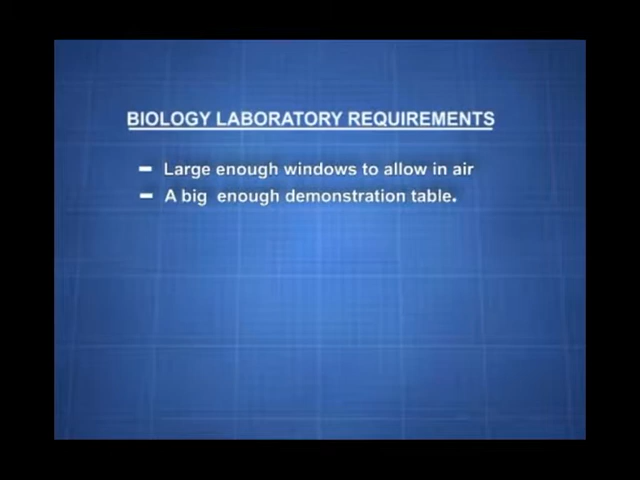 BIOLOGY LABORATORY REQUIREMENTS
– Large enough windows to allow in air
– A big enough demonstration table.